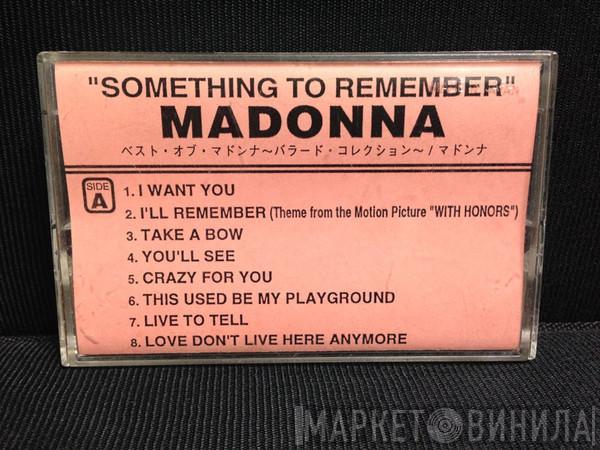 "SOMETHING TO REMEMBER"
MADONNA
ベスト・オブ・マドンナ〜バラード・コレクション〜 / マドンナ
SIDE A
1. I WANT YOU
2. I'LL REMEMBER (Theme from the Motion Picture "WITH HONORS")
3. TAKE A BOW
4. YOU'LL SEE
5. CRAZY FOR YOU
6. THIS USED BE MY PLAYGROUND
7. LIVE TO TELL
8. LOVE DON'T LIVE HERE ANYMORE
МАРКЕТ ВИНИЛА